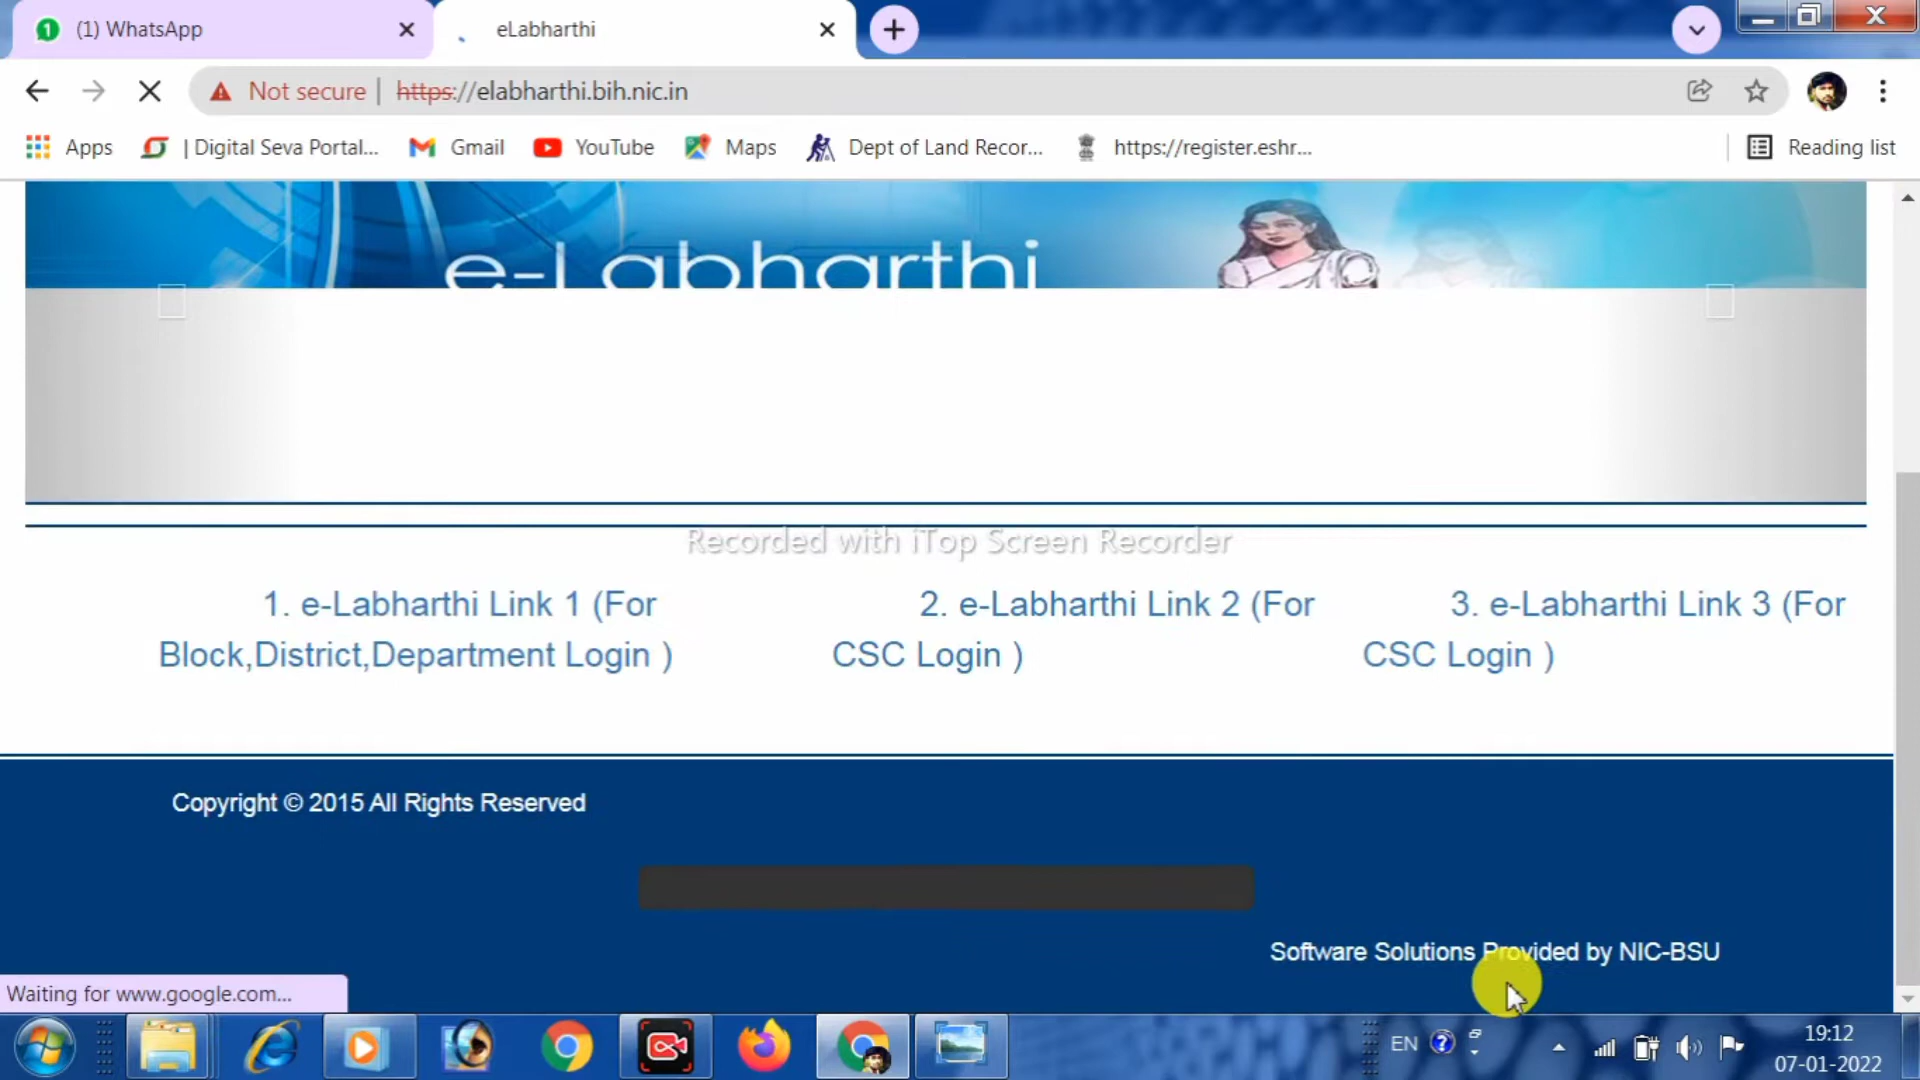 1 (1) WhatsApp
eLabharthi
Not secure | https://elabharthi.bih.nic.in
Apps
| Digital Seva Portal...
Gmail
YouTube
Maps
Dept of Land Recor...
https://register.eshr...
Reading list
e-Labharthi
Recorded with iTop Screen Recorder
1. e-Labharthi Link 1 (For
Block,District,Department Login )
2. e-Labharthi Link 2 (For
CSC Login )
3. e-Labharthi Link 3 (For
CSC Login )
Copyright © 2015 All Rights Reserved
Software Solutions Provided by NIC-BSU
Waiting for www.google.com...
EN
19:12
07-01-2022